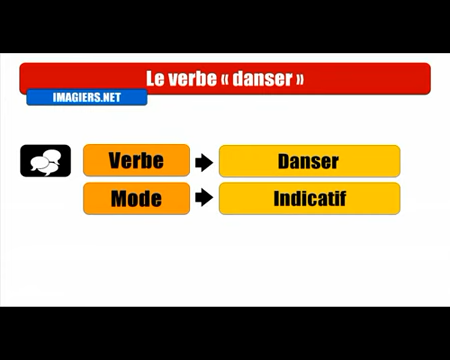 Le verbe « danser »
IMAGIERS.NET
Verbe Danser
Mode Indicatif